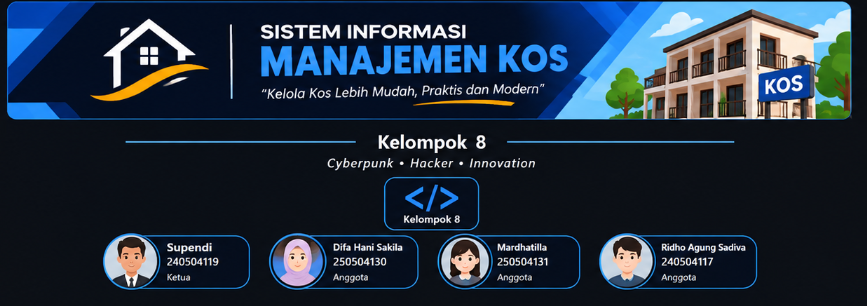 SISTEM INFORMASI
MANAJEMEN KOS
"Kelola Kos Lebih Mudah, Praktis dan Modern"
KOS
Kelompok 8
Cyberpunk • Hacker • Innovation
</>
Kelompok 8
Supendi
240504119
Ketua
Difa Hani Sakila
250504130
Anggota
Mardhatilla
250504131
Anggota
Ridho Agung Sadiva
240504117
Anggota